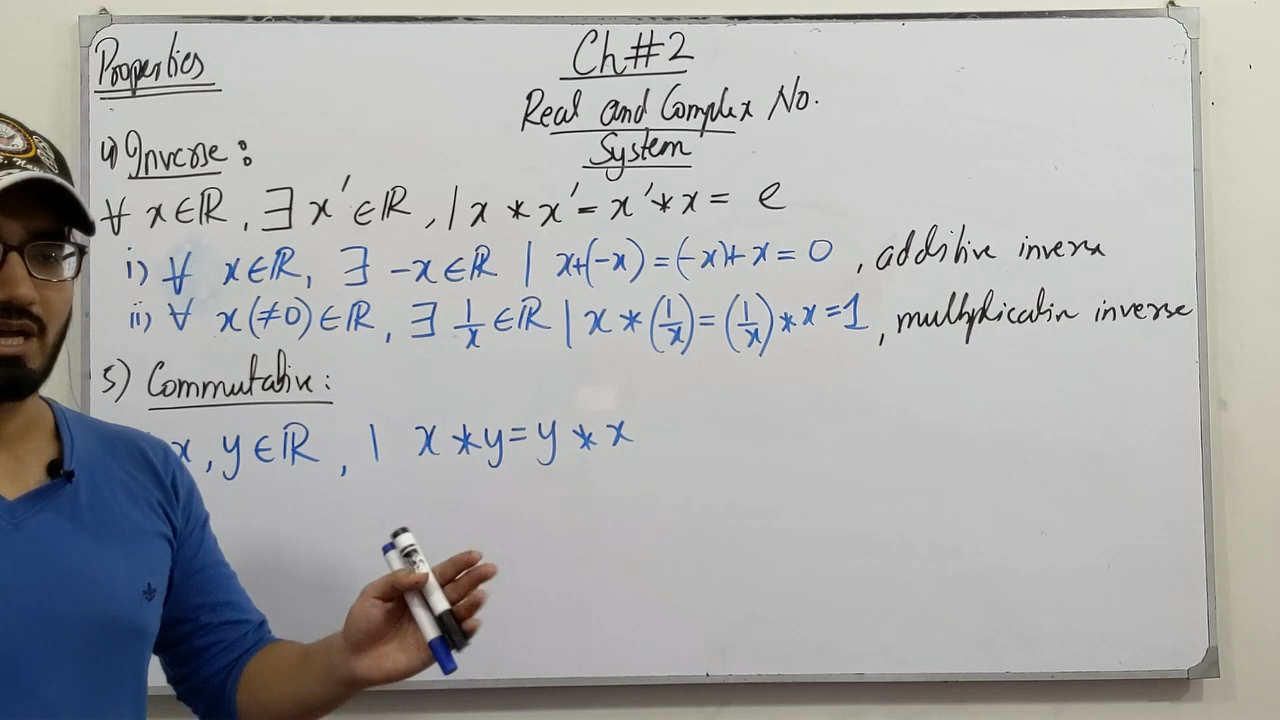 Properties
Ch#2
Real and Complex No.
System
4) Inverse:
∀ x∈ℝ, ∃ x′∈ℝ, | x * x′ = x′ * x = e
i) ∀ x∈ℝ, ∃ -x∈ℝ | x+(-x) = (-x)+x = 0, additive inverse
ii) ∀ x(≠0)∈ℝ, ∃ 1/x ∈ℝ | x * (1/x) = (1/x) * x = 1, multiplication inverse
5) Commutative:
x, y∈ℝ, | x * y = y * x